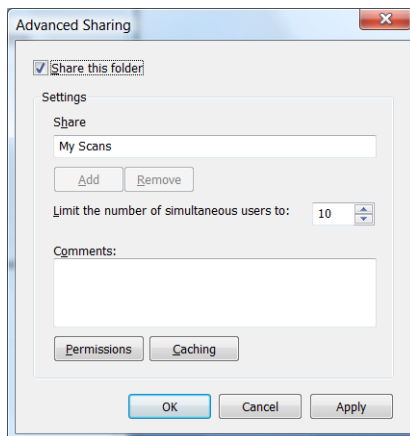 Advanced Sharing
Share this folder
Settings
Share
My Scans
Add Remove
Limit the number of simultaneous users to: 10
Comments:
Permissions Caching
OK Cancel Apply